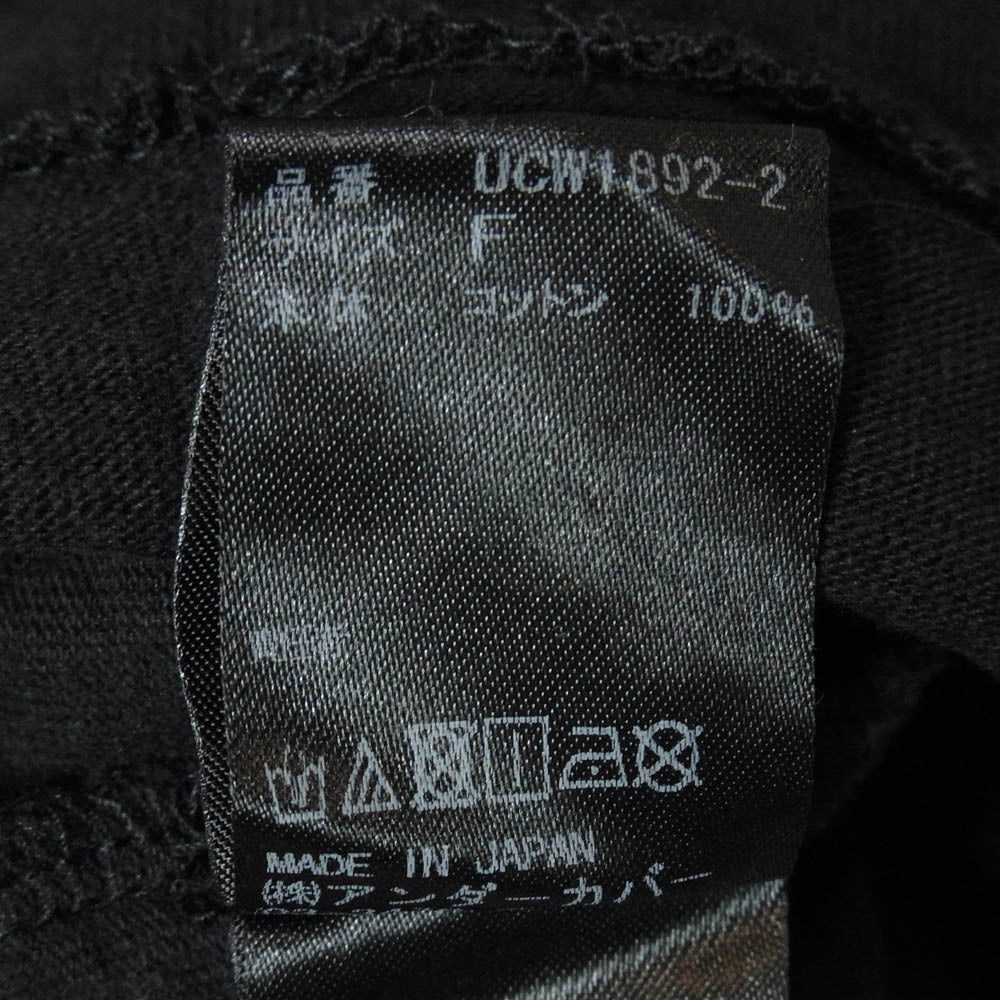 品番 UCW1892-2
サイズ F
本体 コットン 100%
MADE IN JAPAN
(株)アンダーカバー